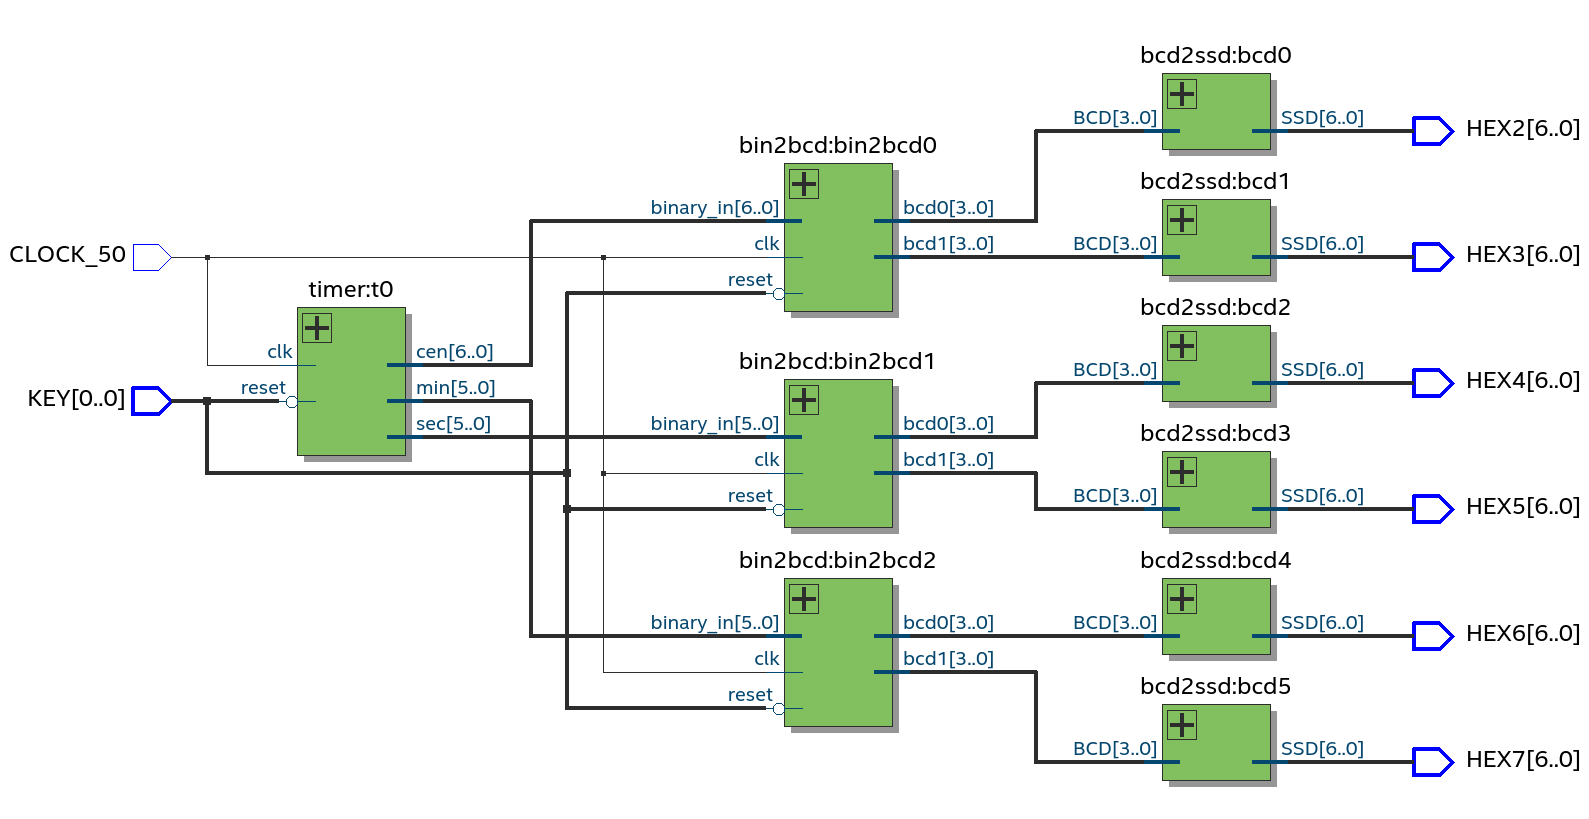 CLOCK_50
KEY[0..0]
timer:t0
clk
reset
cen[6..0]
min[5..0]
sec[5..0]
bin2bcd:bin2bcd0
binary_in[6..0]
clk
reset
bcd0[3..0]
bcd1[3..0]
bin2bcd:bin2bcd1
binary_in[5..0]
clk
reset
bcd0[3..0]
bcd1[3..0]
bin2bcd:bin2bcd2
binary_in[5..0]
clk
reset
bcd0[3..0]
bcd1[3..0]
bcd2ssd:bcd0
BCD[3..0]
SSD[6..0]
HEX2[6..0]
bcd2ssd:bcd1
BCD[3..0]
SSD[6..0]
HEX3[6..0]
bcd2ssd:bcd2
BCD[3..0]
SSD[6..0]
HEX4[6..0]
bcd2ssd:bcd3
BCD[3..0]
SSD[6..0]
HEX5[6..0]
bcd2ssd:bcd4
BCD[3..0]
SSD[6..0]
HEX6[6..0]
bcd2ssd:bcd5
BCD[3..0]
SSD[6..0]
HEX7[6..0]